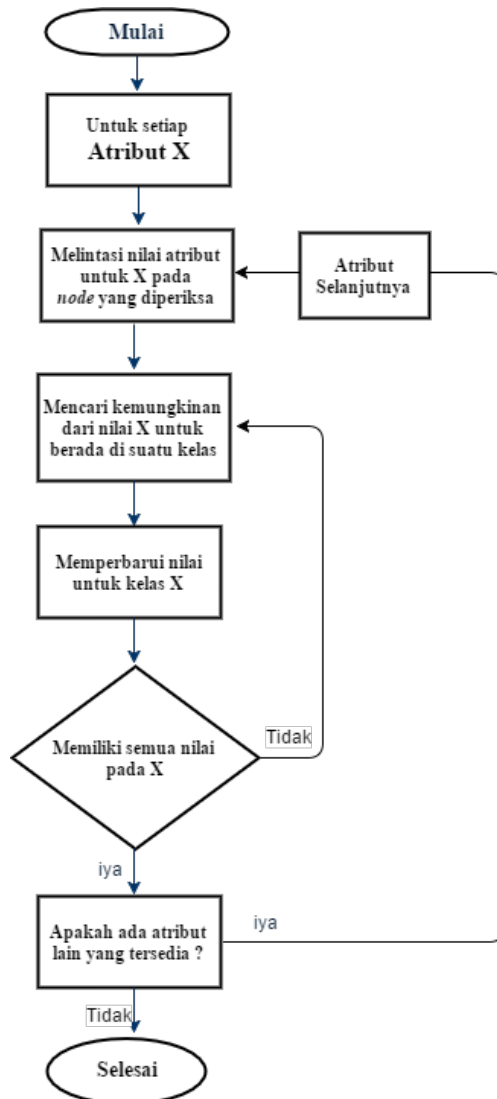 Mulai
Untuk setiap
Atribut X
Melintasi nilai atribut
untuk X pada
node yang diperiksa
Atribut
Selanjutnya
Mencari kemungkinan
dari nilai X untuk
berada di suatu kelas
Memperbarui nilai
untuk kelas X
Memiliki semua nilai
pada X
Tidak
iya
Apakah ada atribut
lain yang tersedia ?
iya
Tidak
Selesai